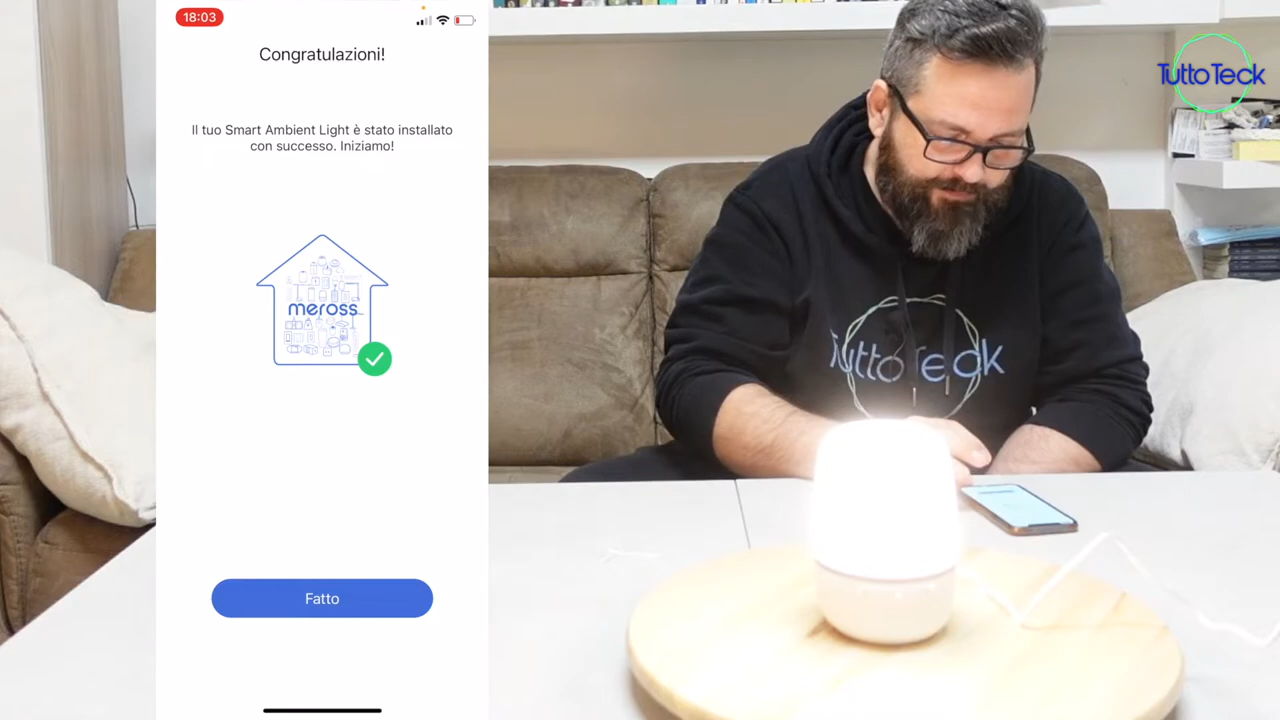 18:03
Congratulazioni!
Il tuo Smart Ambient Light è stato installato
con successo. Iniziamo!
meross
Fatto
TuttoTeck
TuttoTeck